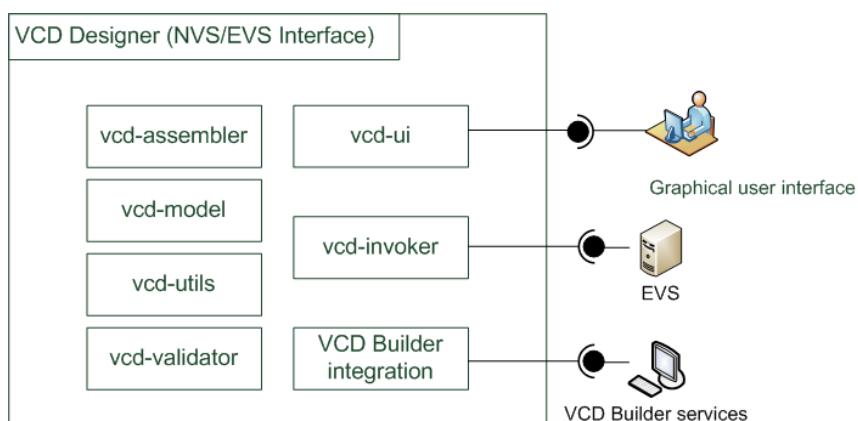 VCD Designer (NVS/EVS Interface)
vcd-assembler
vcd-ui
vcd-model
Graphical user interface
vcd-invoker
vcd-utils
EVS
vcd-validator
VCD Builder
integration
VCD Builder services